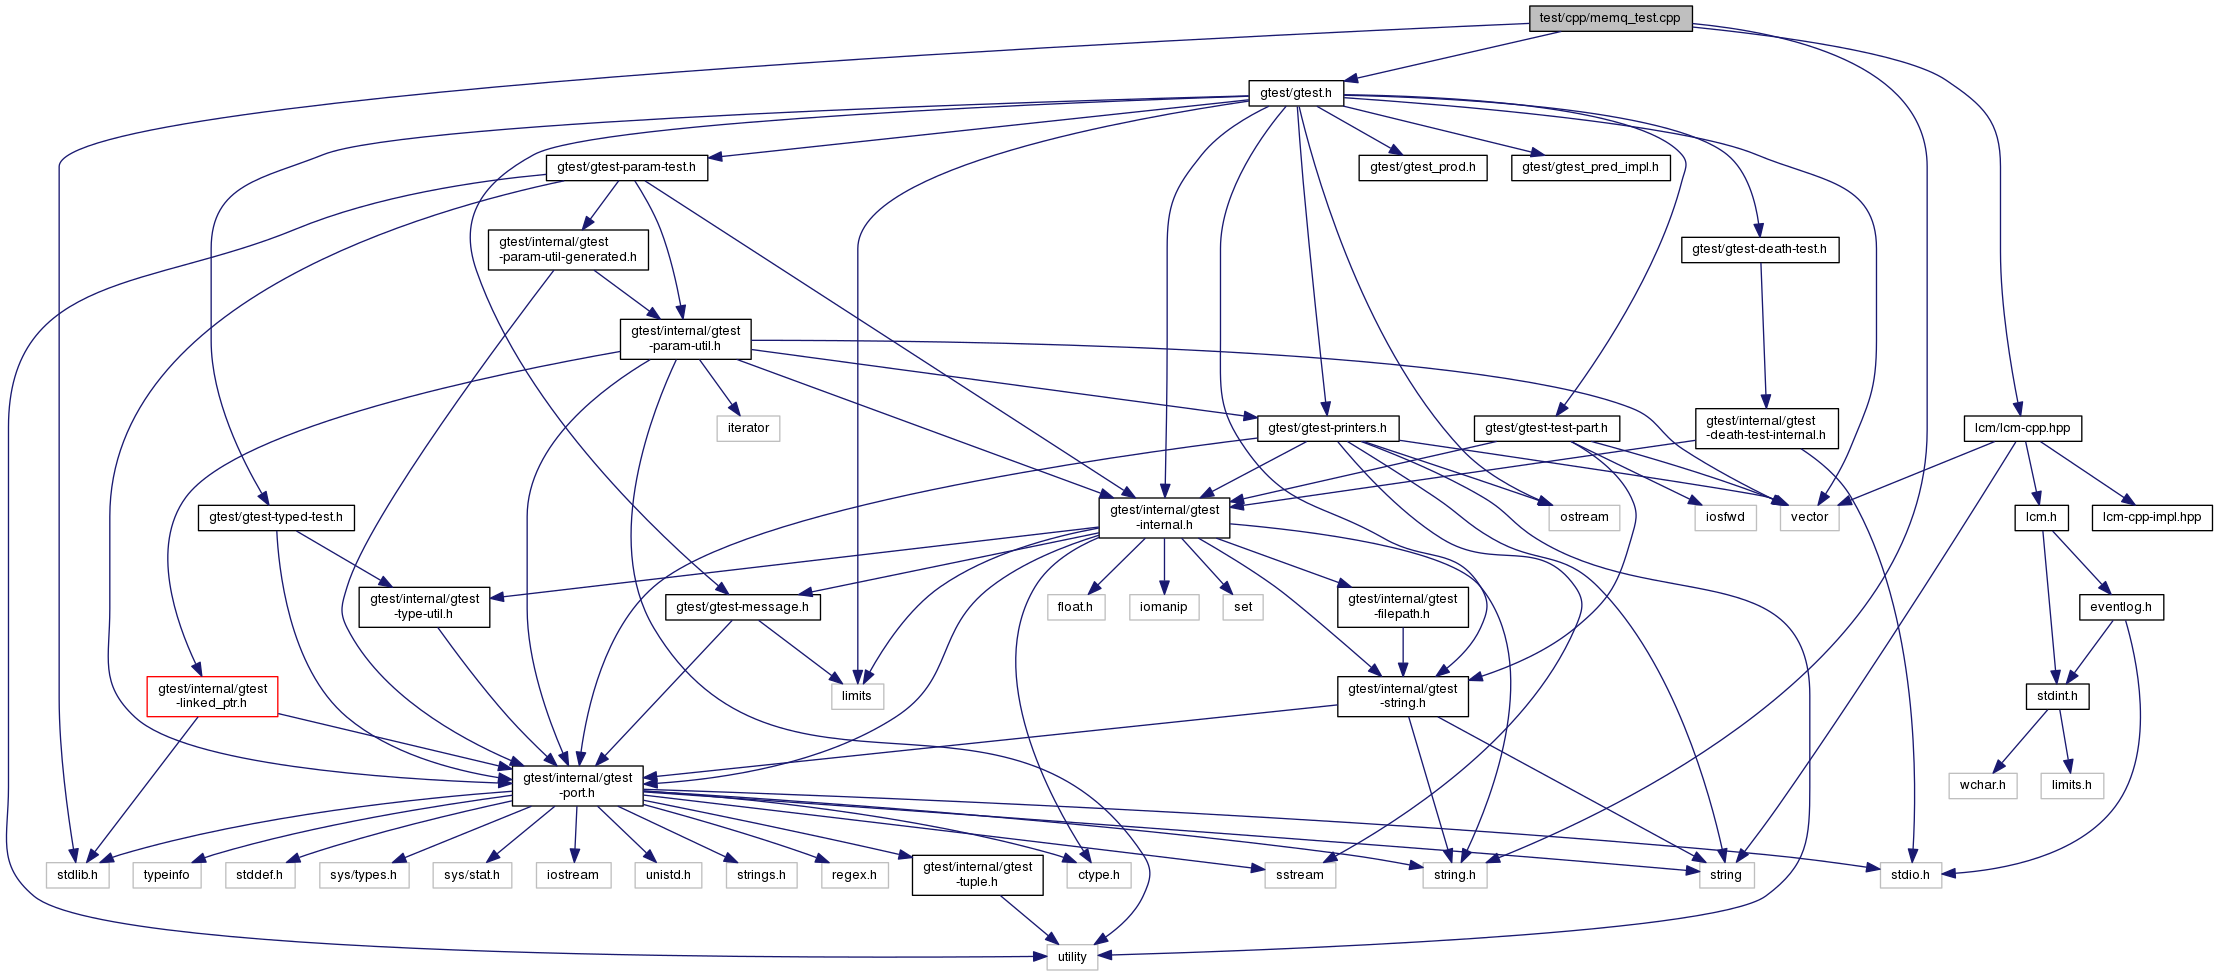 test/cpp/memq_test.cpp
gtest/gtest.h
gtest/gtest-param-test.h
gtest/gtest_prod.h
gtest/gtest_pred_impl.h
gtest/internal/gtest
-param-util-generated.h
gtest/gtest-death-test.h
gtest/internal/gtest
-param-util.h
iterator
gtest/gtest-printers.h
gtest/gtest-test-part.h
gtest/internal/gtest
-death-test-internal.h
lcm/lcm-cpp.hpp
gtest/gtest-typed-test.h
gtest/internal/gtest
-internal.h
ostream
iosfwd
vector
lcm.h
lcm-cpp-impl.hpp
gtest/internal/gtest
-type-util.h
gtest/gtest-message.h
float.h
iomanip
set
gtest/internal/gtest
-filepath.h
eventlog.h
gtest/internal/gtest
-linked_ptr.h
limits
gtest/internal/gtest
-string.h
stdint.h
gtest/internal/gtest
-port.h
wchar.h
limits.h
stdlib.h
typeinfo
stddef.h
sys/types.h
sys/stat.h
iostream
unistd.h
strings.h
regex.h
gtest/internal/gtest
-tuple.h
ctype.h
sstream
string.h
string
stdio.h
utility